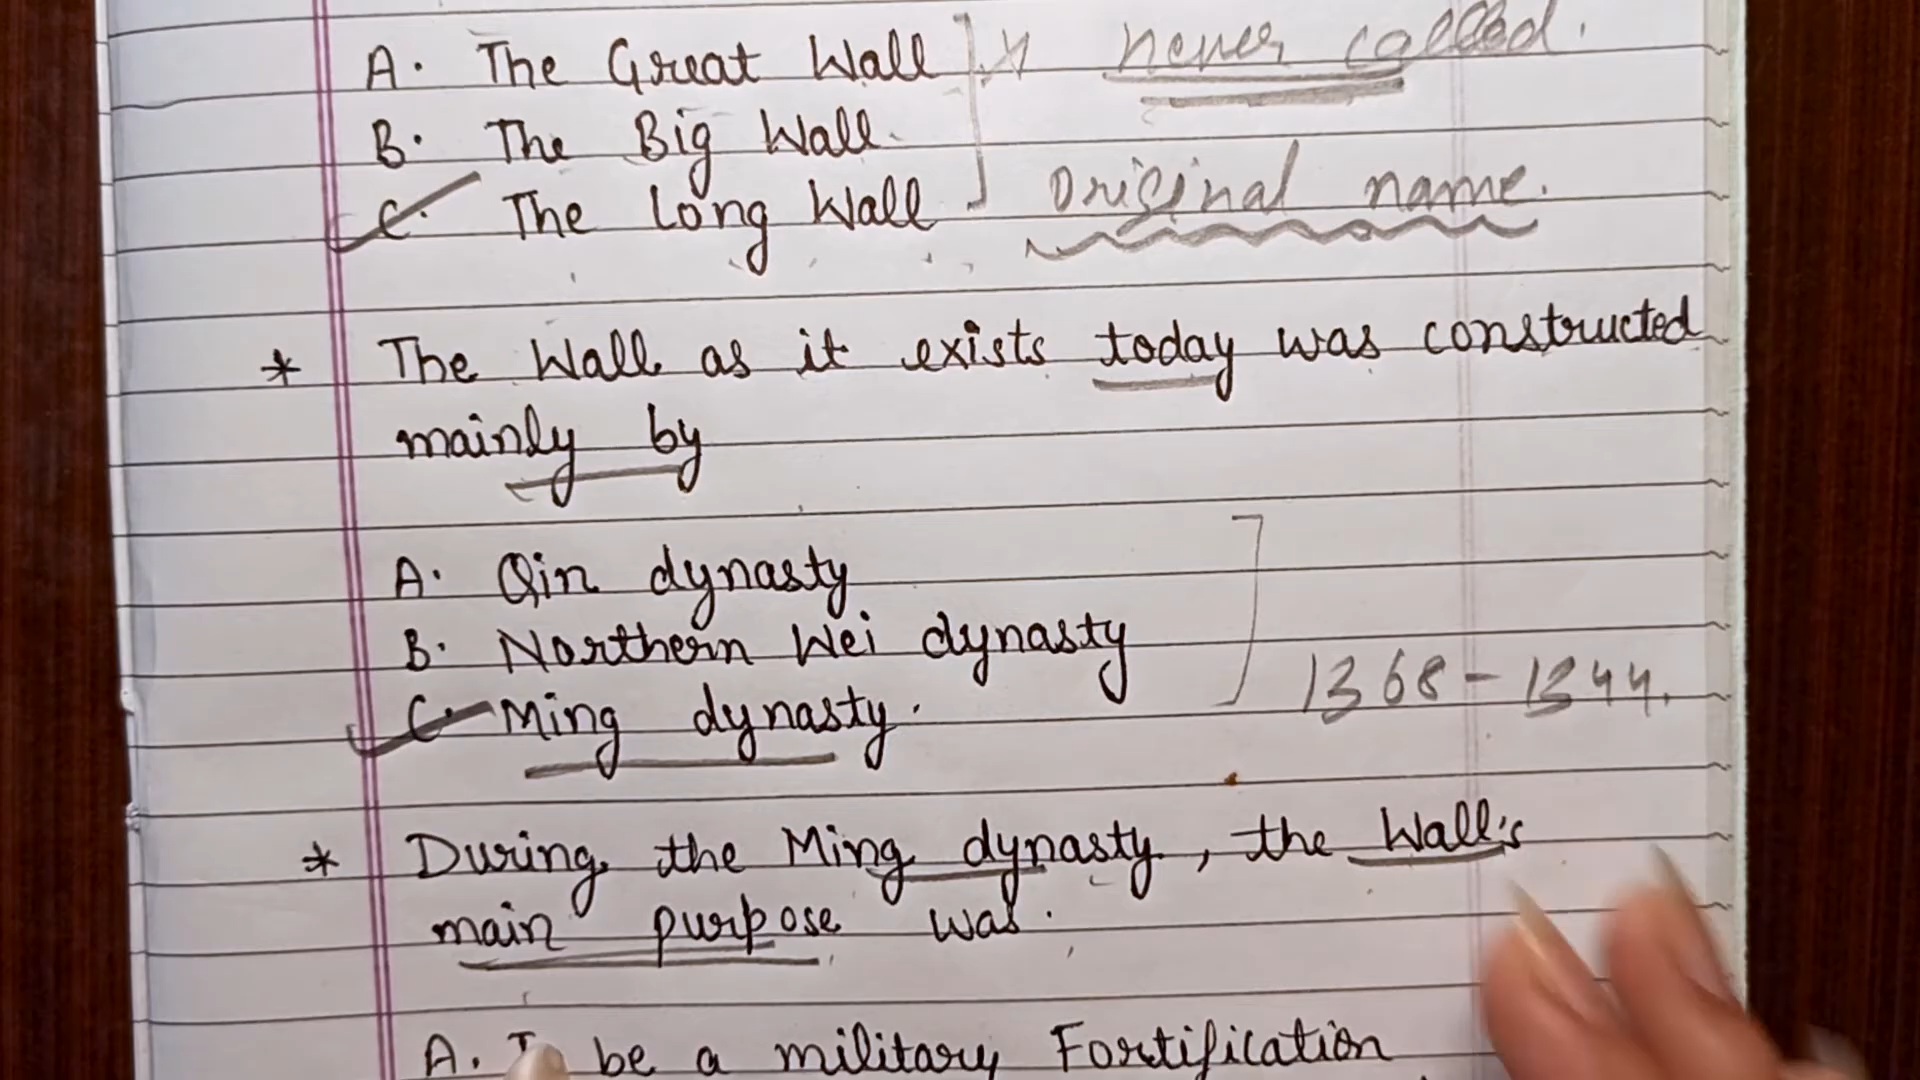 A. The Great Wall never called.
B. The Big Wall
C. The Long Wall original name.
* The Wall as it exists today was constructed
mainly by
A. Qin dynasty
B. Northern Wei dynasty
C. Ming dynasty. 1368-1344.
* During the Ming dynasty, the Wall's
main purpose was.
A. be a military Fortification